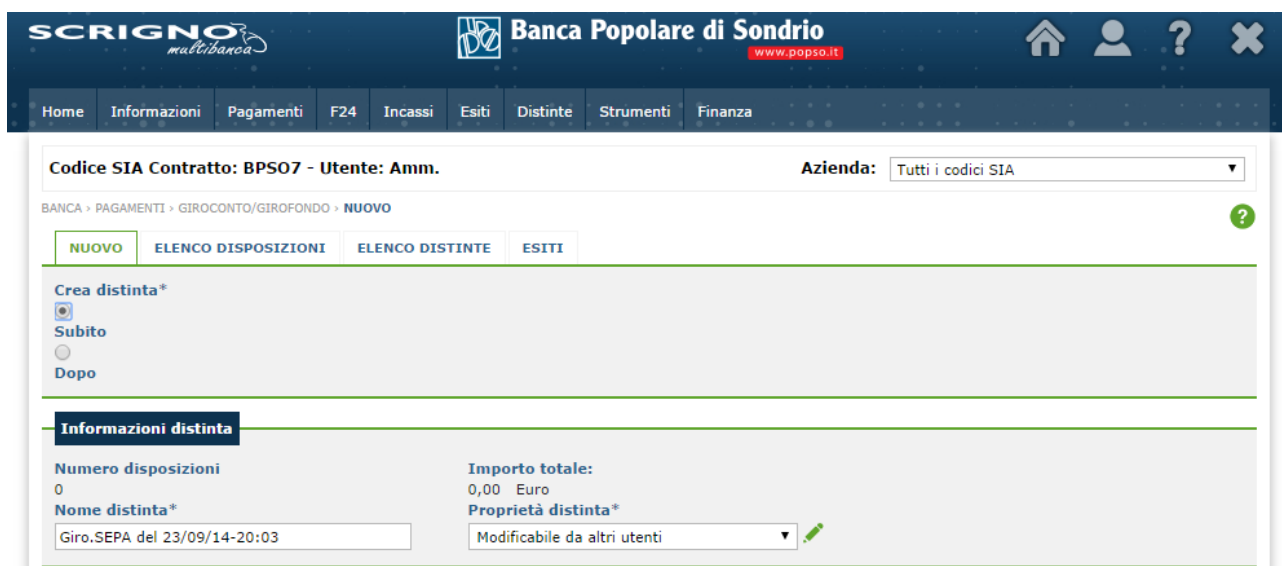 SCRIGNO
multibanca
Banca Popolare di Sondrio
www.popso.it
?
Home Informazioni Pagamenti F24 Incassi Esiti Distinte Strumenti Finanza
Codice SIA Contratto: BPSO7 - Utente: Amm. Azienda: Tutti i codici SIA
BANCA › PAGAMENTI › GIROCONTO/GIROFONDO › NUOVO ?
NUOVO ELENCO DISPOSIZIONI ELENCO DISTINTE ESITI
Crea distinta*
Subito
Dopo
Informazioni distinta
Numero disposizioni Importo totale:
0 0,00 Euro
Nome distinta* Proprietà distinta*
Giro.SEPA del 23/09/14-20:03 Modificabile da altri utenti